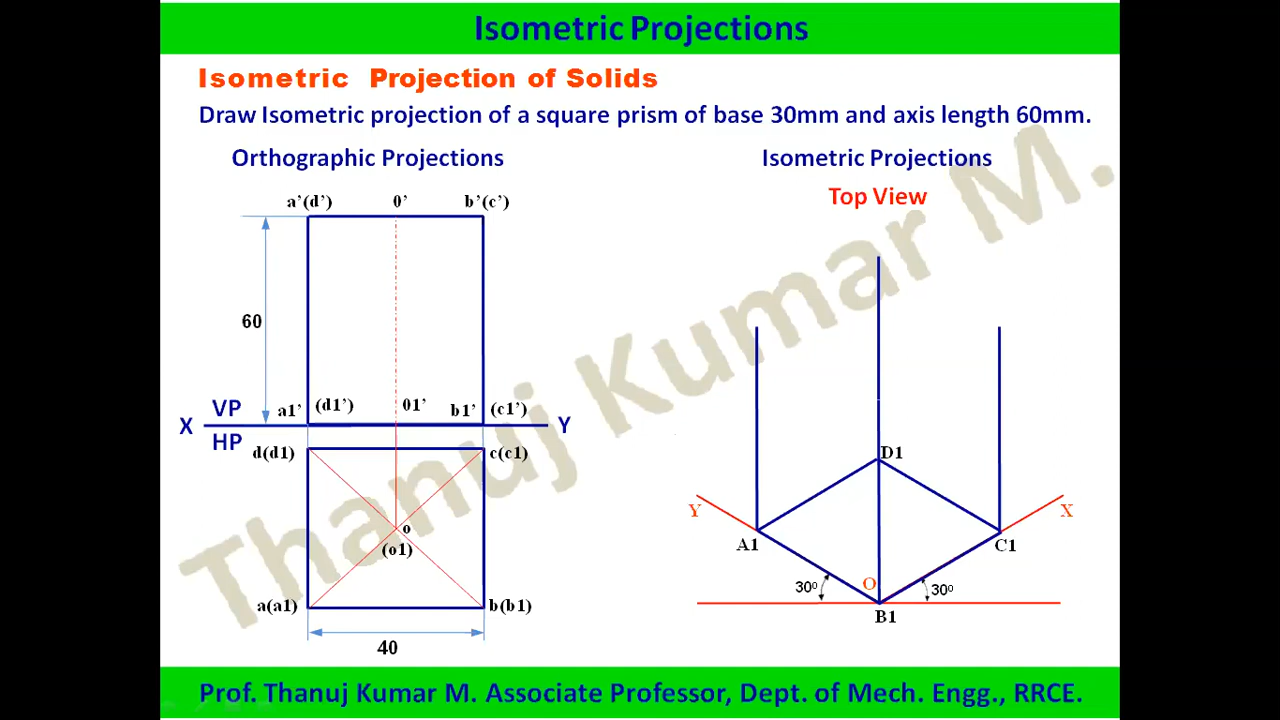 Isometric Projections
Isometric Projection of Solids
Draw Isometric projection of a square prism of base 30mm and axis length 60mm.
Orthographic Projections
Isometric Projections
Top View
a’(d’)
0’
b’(c’)
60
a1’
(d1’)
01’
b1’
(c1’)
X
VP
Y
HP
d(d1)
c(c1)
o
(o1)
a(a1)
b(b1)
40
D1
Y
X
A1
C1
30⁰
O
30⁰
B1
Thanuj Kumar M.
Prof. Thanuj Kumar M. Associate Professor, Dept. of Mech. Engg., RRCE.